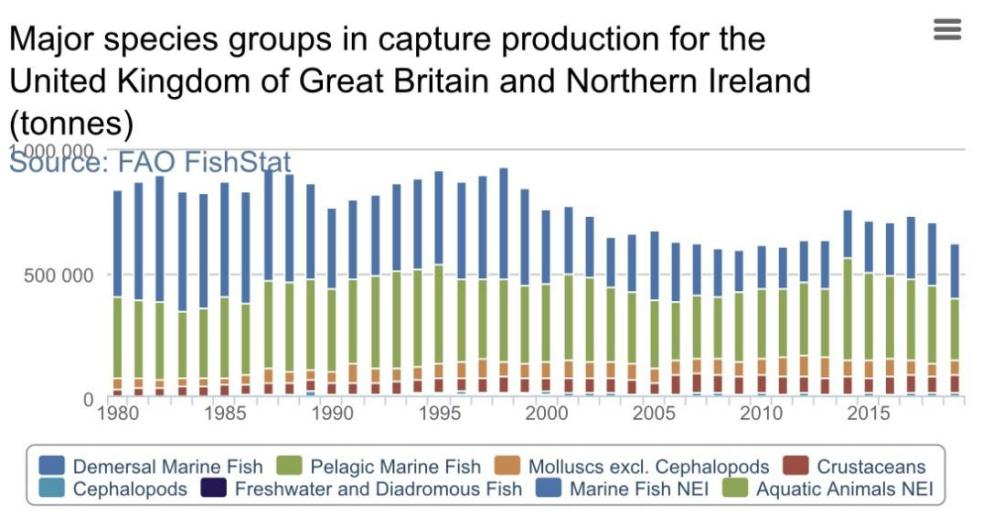 Major species groups in capture production for the
United Kingdom of Great Britain and Northern Ireland
(tonnes)
1 000 000
Source: FAO FishStat
500 000
0
1980 1985 1990 1995 2000 2005 2010 2015
Demersal Marine Fish Pelagic Marine Fish Molluscs excl. Cephalopods Crustaceans
Cephalopods Freshwater and Diadromous Fish Marine Fish NEI Aquatic Animals NEI